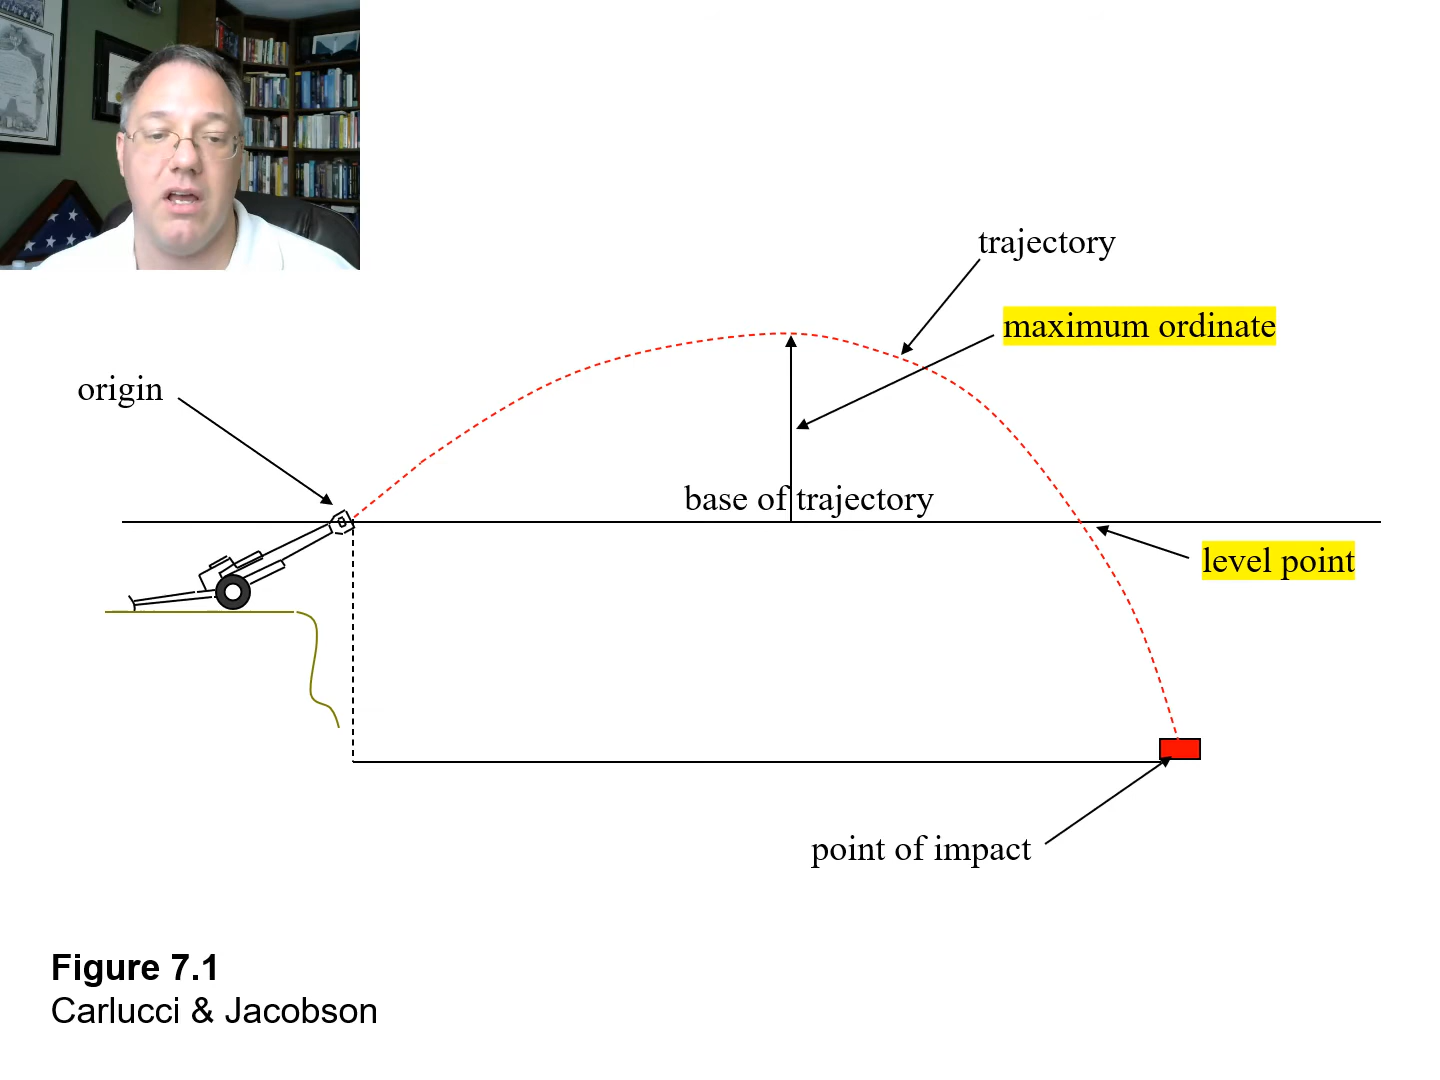 trajectory
maximum ordinate
origin
base of trajectory
level point
point of impact
Figure 7.1
Carlucci & Jacobson